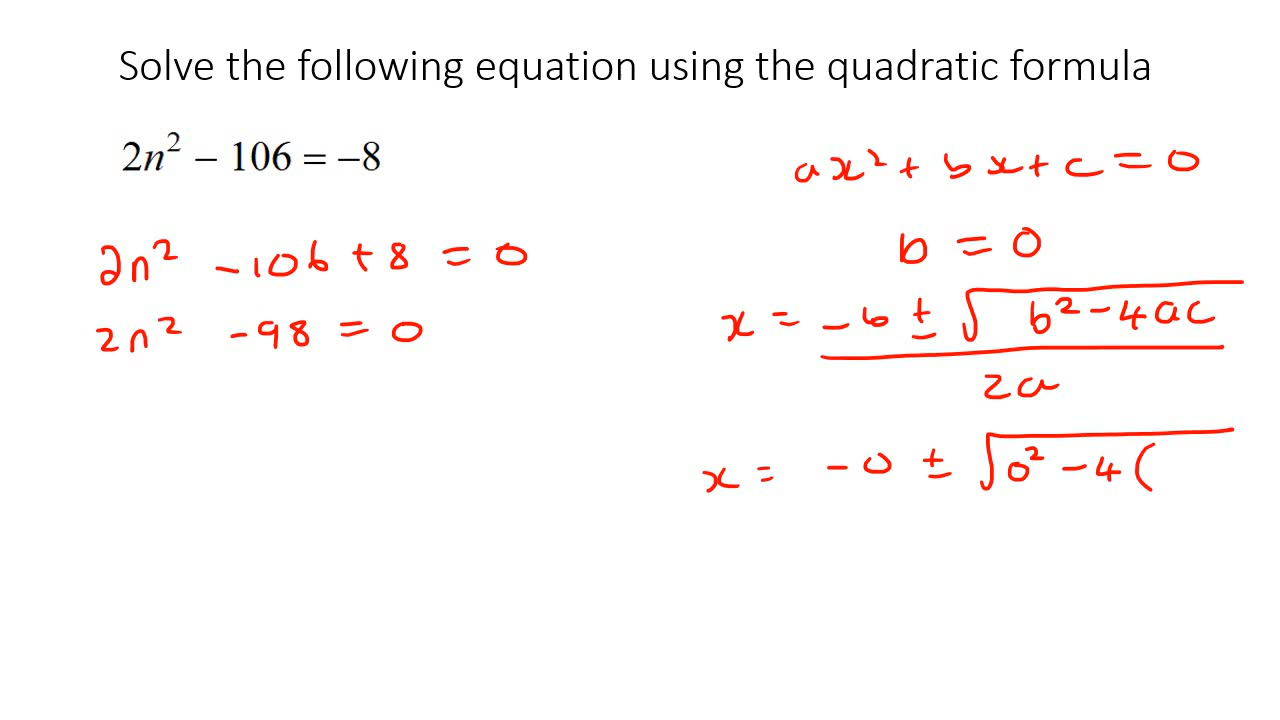 Solve the following equation using the quadratic formula
2n² – 106 = –8
ax² + bx + c = 0
2n² - 106 + 8 = 0
b = 0
2n² - 98 = 0
x = -b ± √(b² - 4ac)
2a
x = -0 ± √0² - 4(